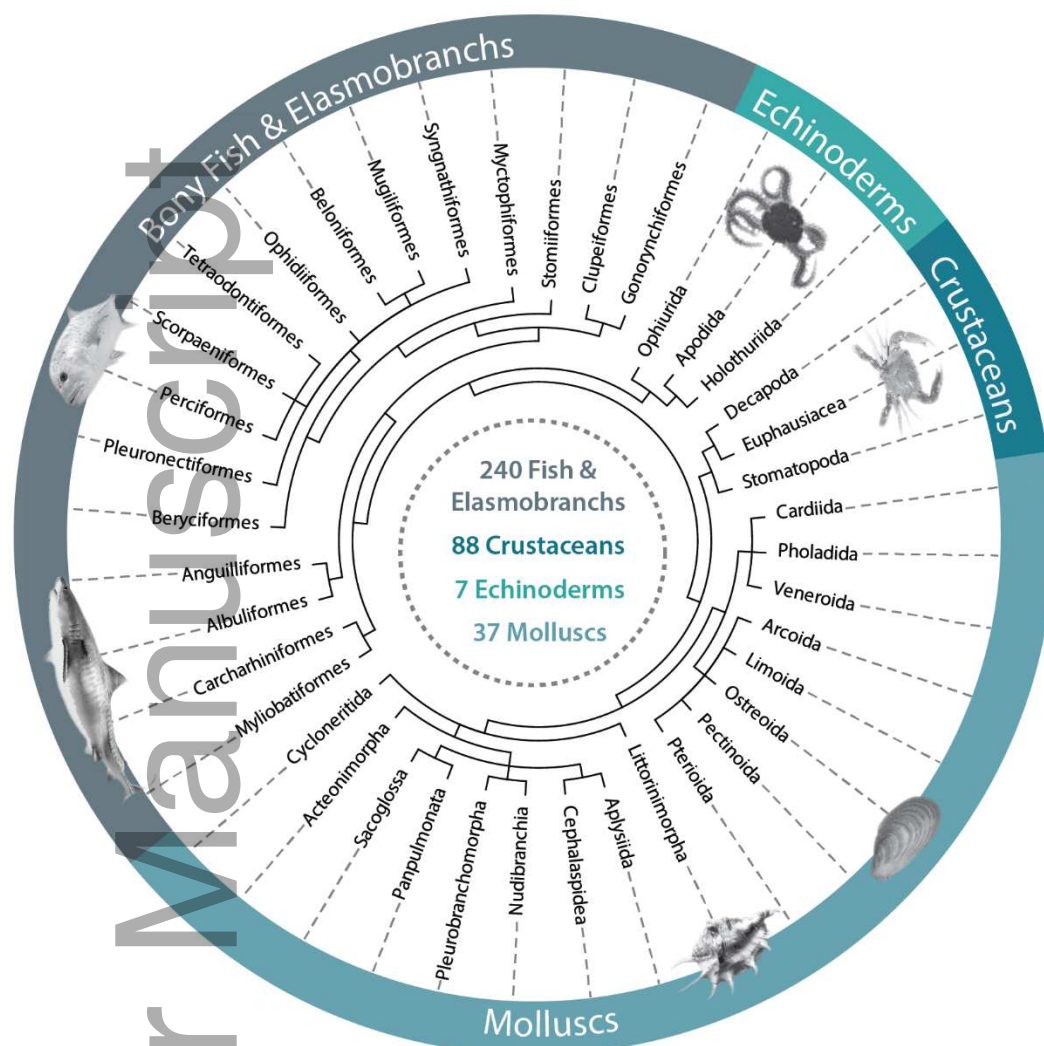 Bony Fish & Elasmobranchs
Echinoderms
Crustaceans
Molluscs
Gonorynchiformes
Clupeiformes
Stomiiformes
Myctophiformes
Syngnathiformes
Mugiliformes
Beloniformes
Ophidiiformes
Tetraodontiformes
Scorpaeniformes
Perciformes
Pleuronectiformes
Beryciformes
Anguilliformes
Albuliformes
Carcharhiniformes
Myliobatiformes
Cycloneritida
Acteonimorpha
Sacoglossa
Panpulmonata
Pleurobranchomorpha
Nudibranchia
Cephalaspidea
Aplysiida
Littorinimorpha
Pterioida
Pectinoida
Ostreoida
Limoida
Arcoida
Veneroida
Pholadida
Cardiida
Stomatopoda
Euphausiacea
Decapoda
Holothuriida
Apodida
Ophiurida
240 Fish &
Elasmobranchs
88 Crustaceans
7 Echinoderms
37 Molluscs
r Manuscript